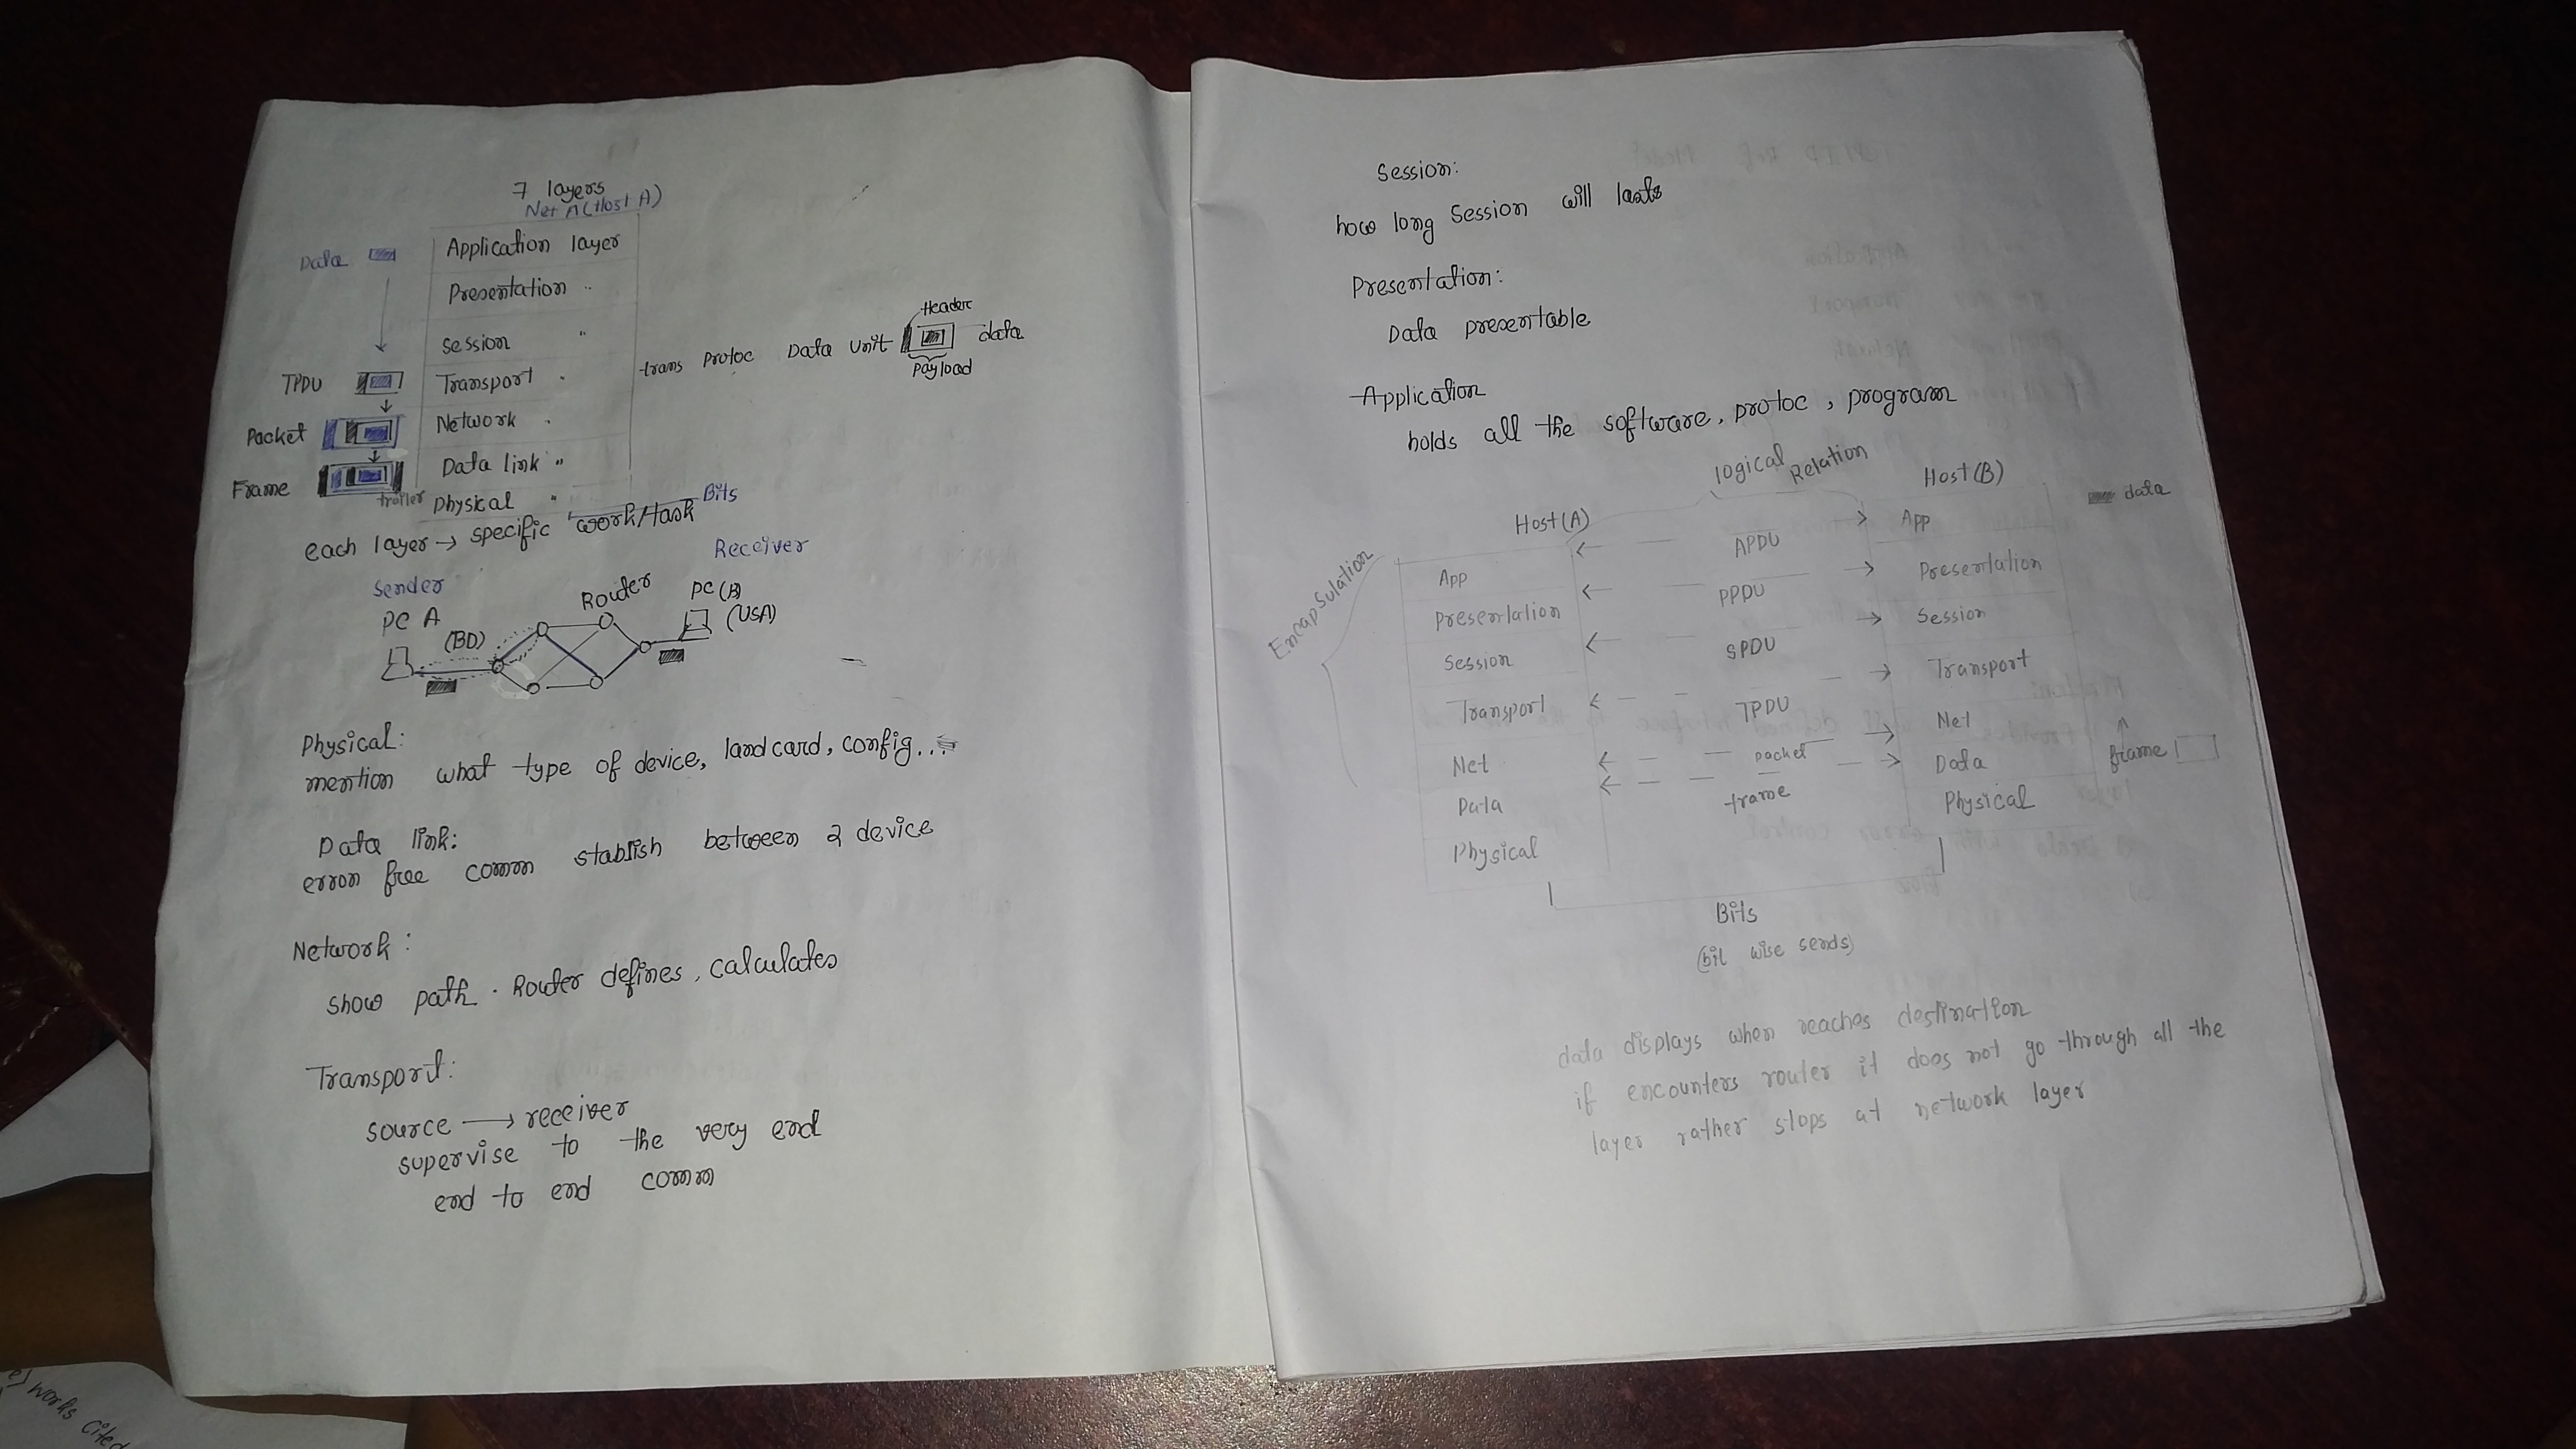 7 layers
Net A (Host A)
Data
Application layer
Presentation "
Session "
TPDU
Transport "
trans Protoc Data Unit
Header
data
Payload
Packet
Network "
Frame
Data link "
trailer
Physical "
Bits
each layer → specific work/task
Sender
Receiver
PC A
(BD)
Router
PC (B)
(USA)
Physical:
mention what type of device, land card, config...
Data link:
error free comm stablish between 2 device
Network:
show path. Router defines, calculates
Transport:
source → receiver
supervise to the very end
end to end comm
Session:
how long Session will lasts
Presentation:
Data presentable
Application
holds all the software, protoc, program
logical Relation
Host (A)
Host (B)
data
Encapsulation
App
APDU
App
Presentation
PPDU
Presentation
Session
SPDU
Session
Transport
TPDU
Transport
Net
packet
Net
Data
frame
Data
frame
Physical
Physical
Bits
(bit wise sends)
data displays when reaches destination
if encounters router it does not go through all the
layer rather stops at network layer
e) works cited